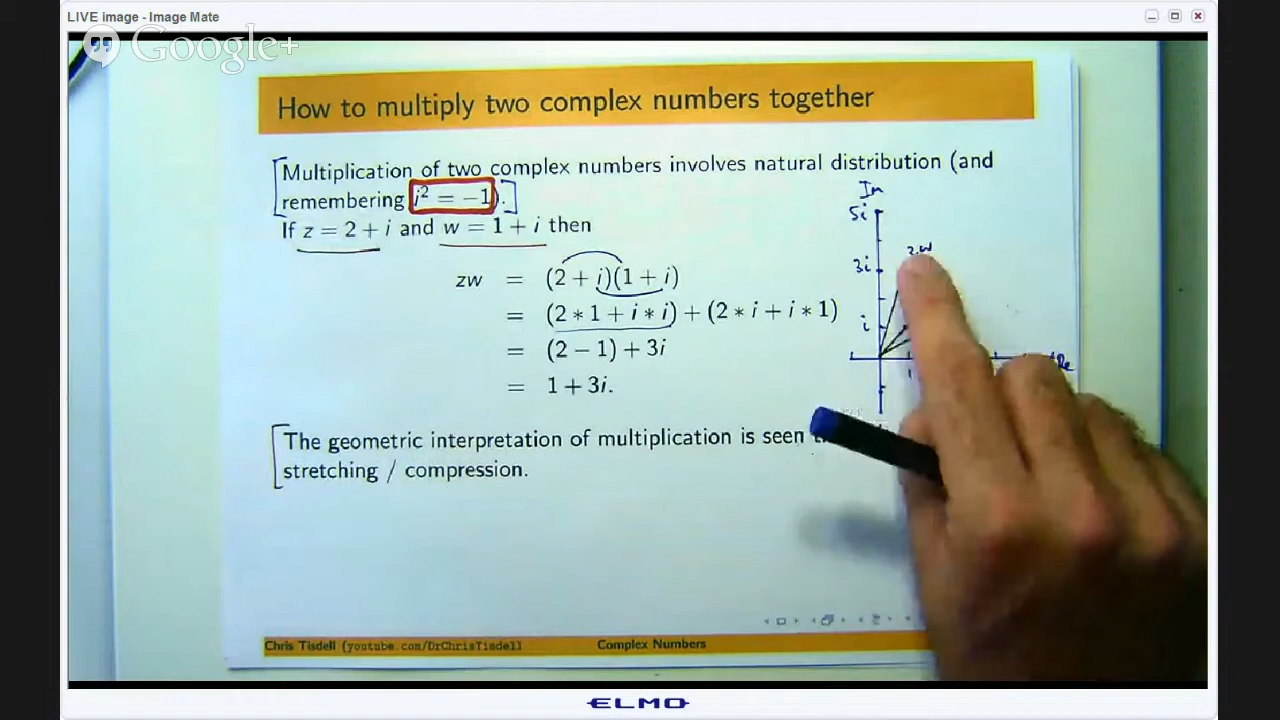 LIVE image - Image Mate
Google+
How to multiply two complex numbers together
Multiplication of two complex numbers involves natural distribution (and
remembering i² = −1).
If z = 2 + i and w = 1 + i then
zw = (2 + i)(1 + i)
= (2 * 1 + i * i) + (2 * i + i * 1)
= (2 − 1) + 3i
= 1 + 3i.
Im
5i
zw
3i
i
Re
1
The geometric interpretation of multiplication is seen
stretching / compression.
Chris Tisdell (youtube.com/DrChrisTisdell Complex Numbers
ELMO